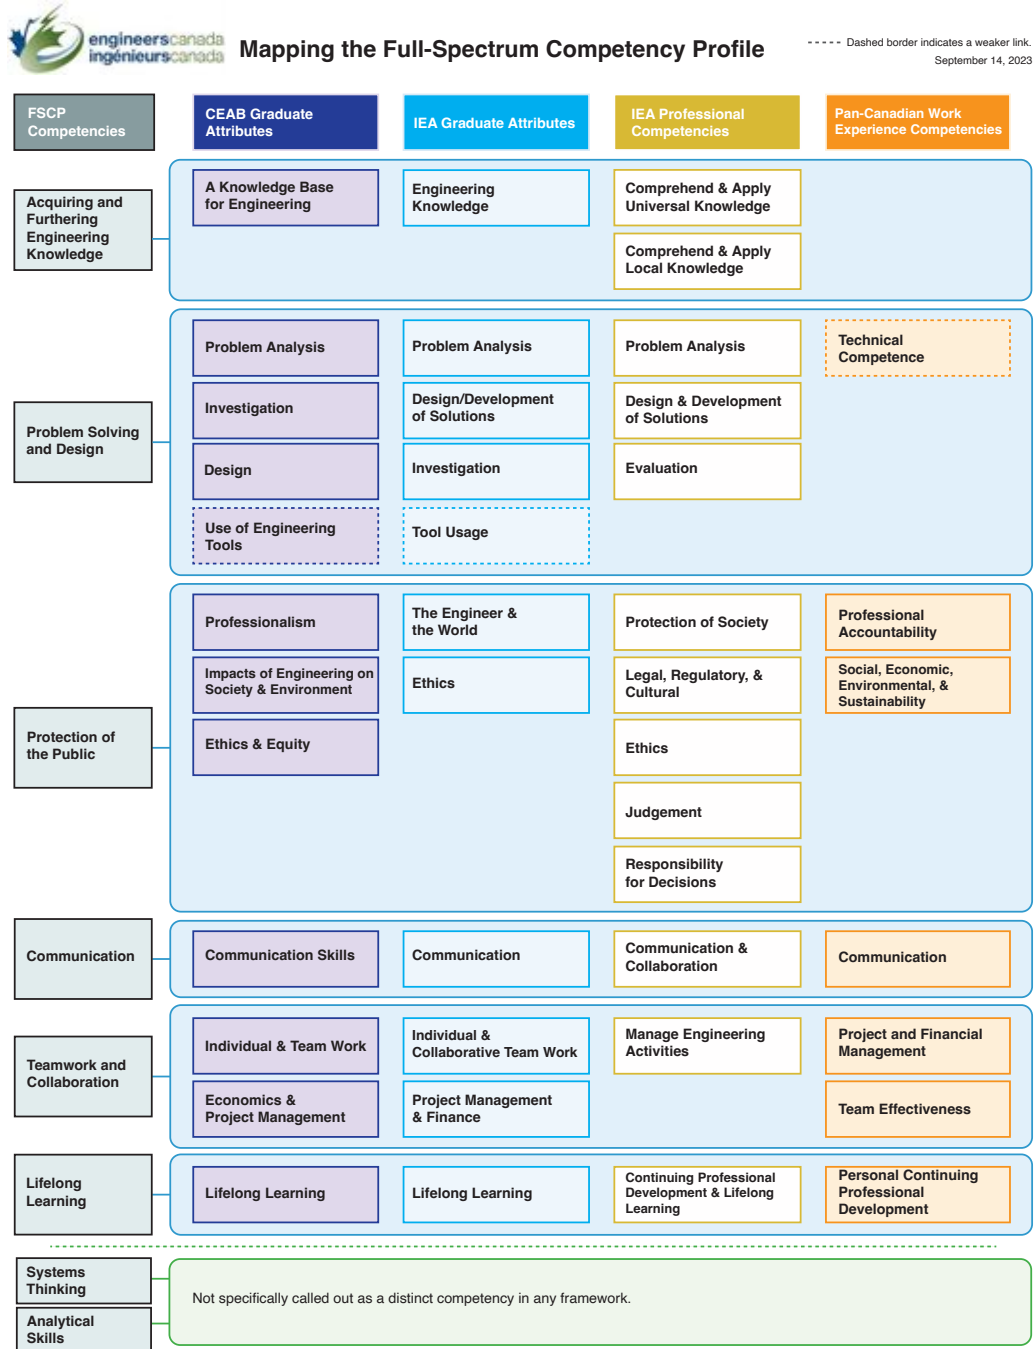 engineerscanada
ingénieurscanada
Mapping the Full-Spectrum Competency Profile
----- Dashed border indicates a weaker link.
September 14, 2023
FSCP
Competencies
CEAB Graduate
Attributes
IEA Graduate Attributes
IEA Professional
Competencies
Pan-Canadian Work
Experience Competencies
Acquiring and
Furthering
Engineering
Knowledge
A Knowledge Base
for Engineering
Engineering
Knowledge
Comprehend & Apply
Universal Knowledge
Comprehend & Apply
Local Knowledge
Problem Solving
and Design
Problem Analysis
Investigation
Design
Use of Engineering
Tools
Problem Analysis
Design/Development
of Solutions
Investigation
Tool Usage
Problem Analysis
Design & Development
of Solutions
Evaluation
Technical
Competence
Protection of
the Public
Professionalism
Impacts of Engineering on
Society & Environment
Ethics & Equity
The Engineer &
the World
Ethics
Protection of Society
Legal, Regulatory, &
Cultural
Ethics
Judgement
Responsibility
for Decisions
Professional
Accountability
Social, Economic,
Environmental, &
Sustainability
Communication
Communication Skills
Communication
Communication &
Collaboration
Communication
Teamwork and
Collaboration
Individual & Team Work
Economics &
Project Management
Individual &
Collaborative Team Work
Project Management
& Finance
Manage Engineering
Activities
Project and Financial
Management
Team Effectiveness
Lifelong
Learning
Lifelong Learning
Lifelong Learning
Continuing Professional
Development & Lifelong
Learning
Personal Continuing
Professional
Development
Systems
Thinking
Analytical
Skills
Not specifically called out as a distinct competency in any framework.